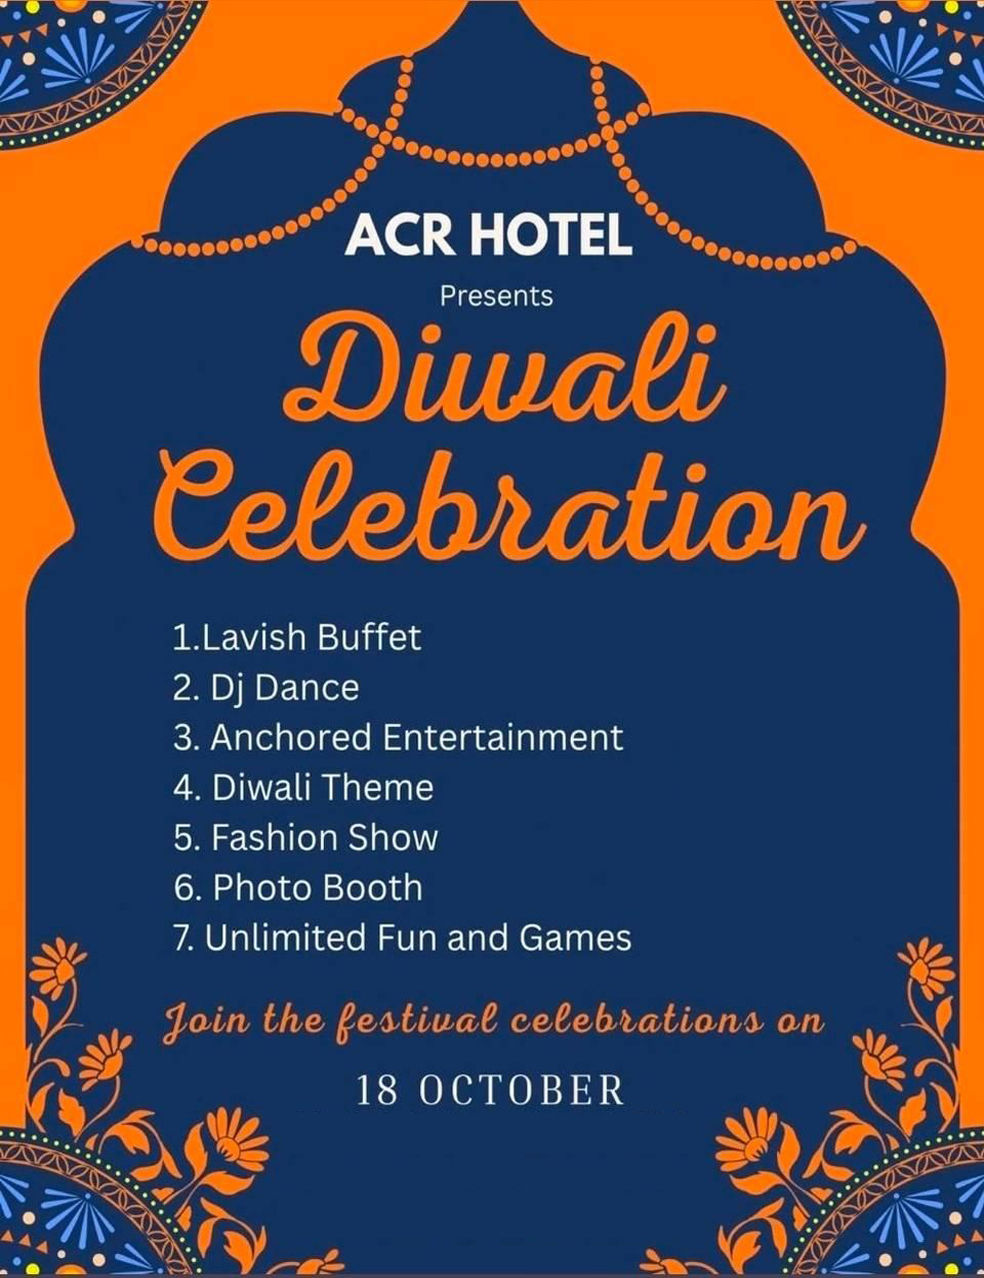 ACR HOTEL
Presents
Diwali
Celebration
1.Lavish Buffet
2. Dj Dance
3. Anchored Entertainment
4. Diwali Theme
5. Fashion Show
6. Photo Booth
7. Unlimited Fun and Games
Join the festival celebrations on
18 OCTOBER